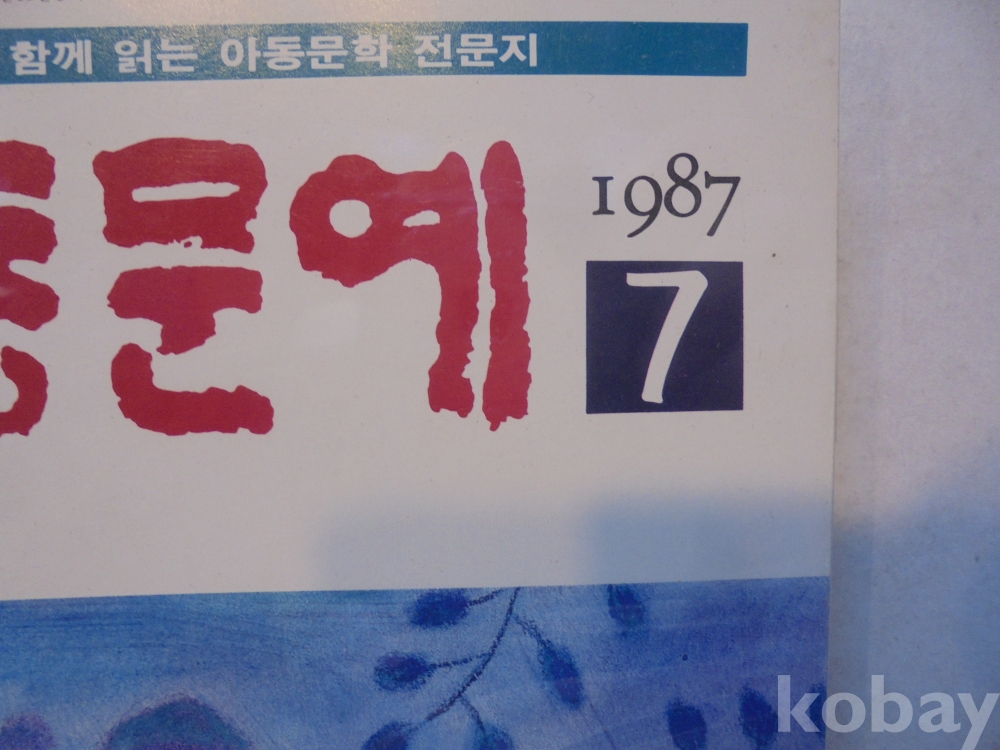 함께 읽는 아동문학 전문지
문예
1987
7
kobay